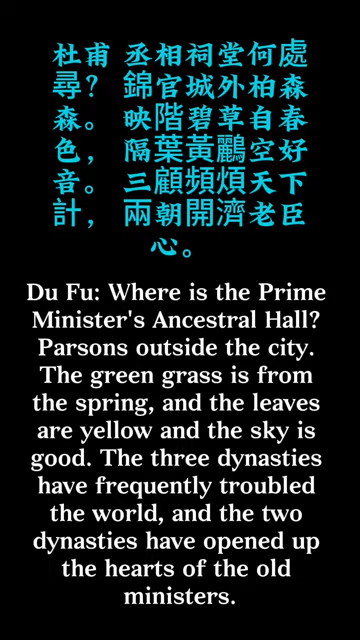 杜甫 丞相祠堂何處
尋？ 錦官城外柏森
森。 映階碧草自春
色， 隔葉黃鸝空好
音。 三顧頻煩天下
計， 兩朝開濟老臣
心。
Du Fu: Where is the Prime
Minister's Ancestral Hall?
Parsons outside the city.
The green grass is from
the spring, and the leaves
are yellow and the sky is
good. The three dynasties
have frequently troubled
the world, and the two
dynasties have opened up
the hearts of the old
ministers.